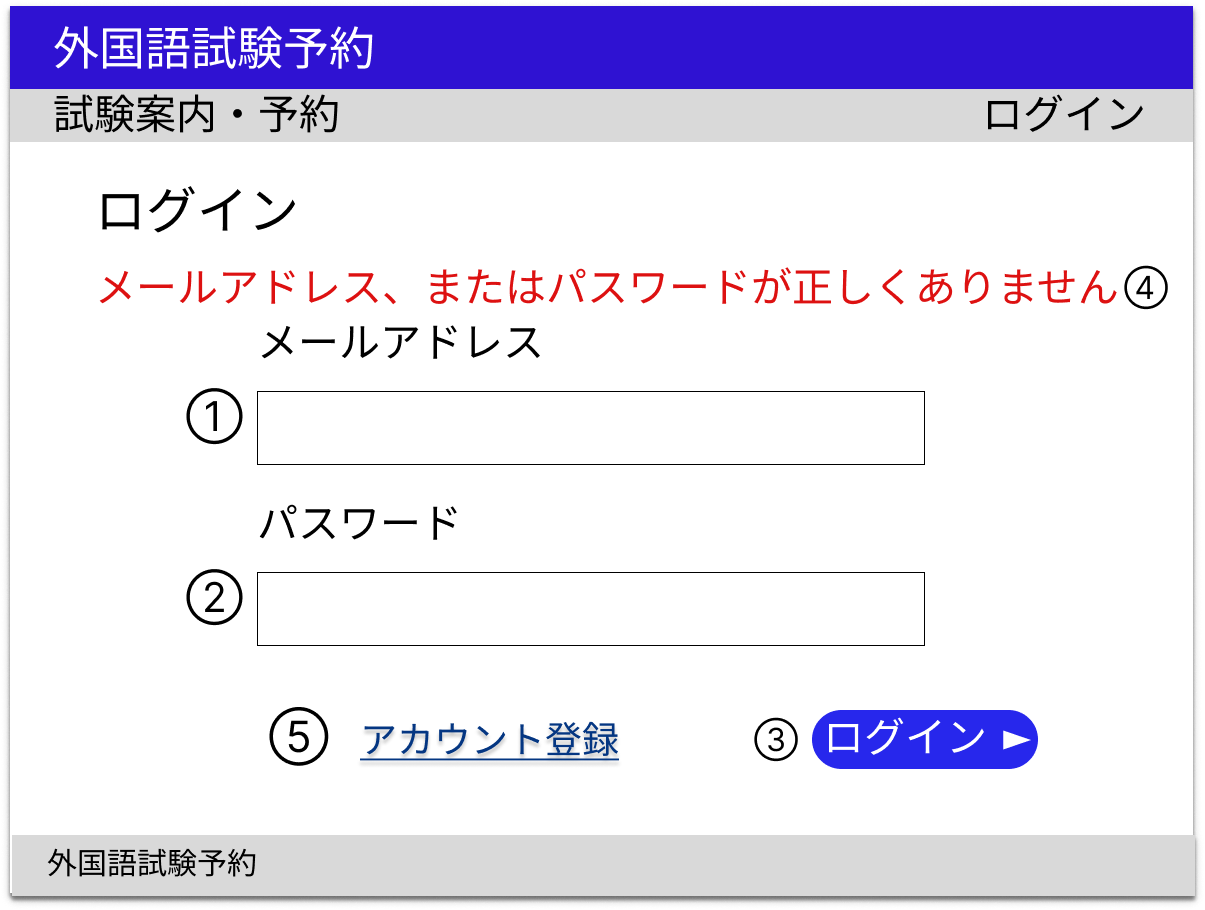 外国語試験予約
試験案内・予約 ログイン
ログイン
メールアドレス、またはパスワードが正しくありません④
メールアドレス
①
パスワード
②
⑤ アカウント登録 ③ ログイン ►
外国語試験予約